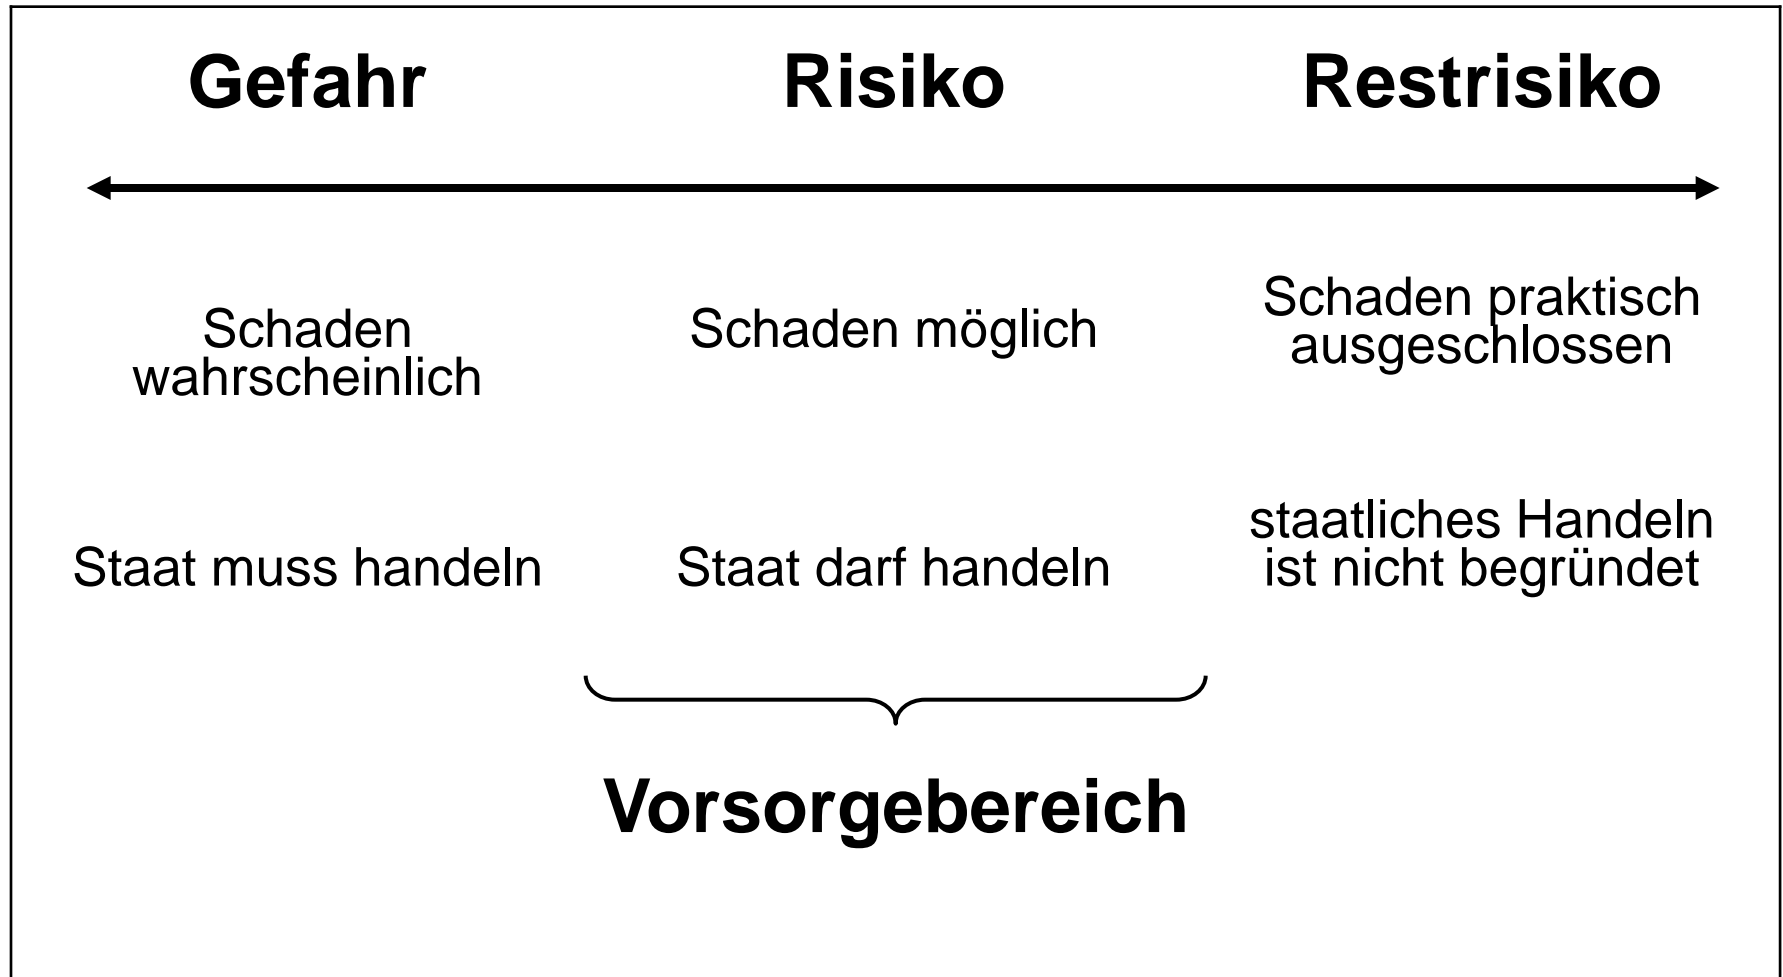 Gefahr Risiko Restrisiko
Schaden
wahrscheinlich
Schaden möglich
Schaden praktisch
ausgeschlossen
Staat muss handeln
Staat darf handeln
staatliches Handeln
ist nicht begründet
Vorsorgebereich